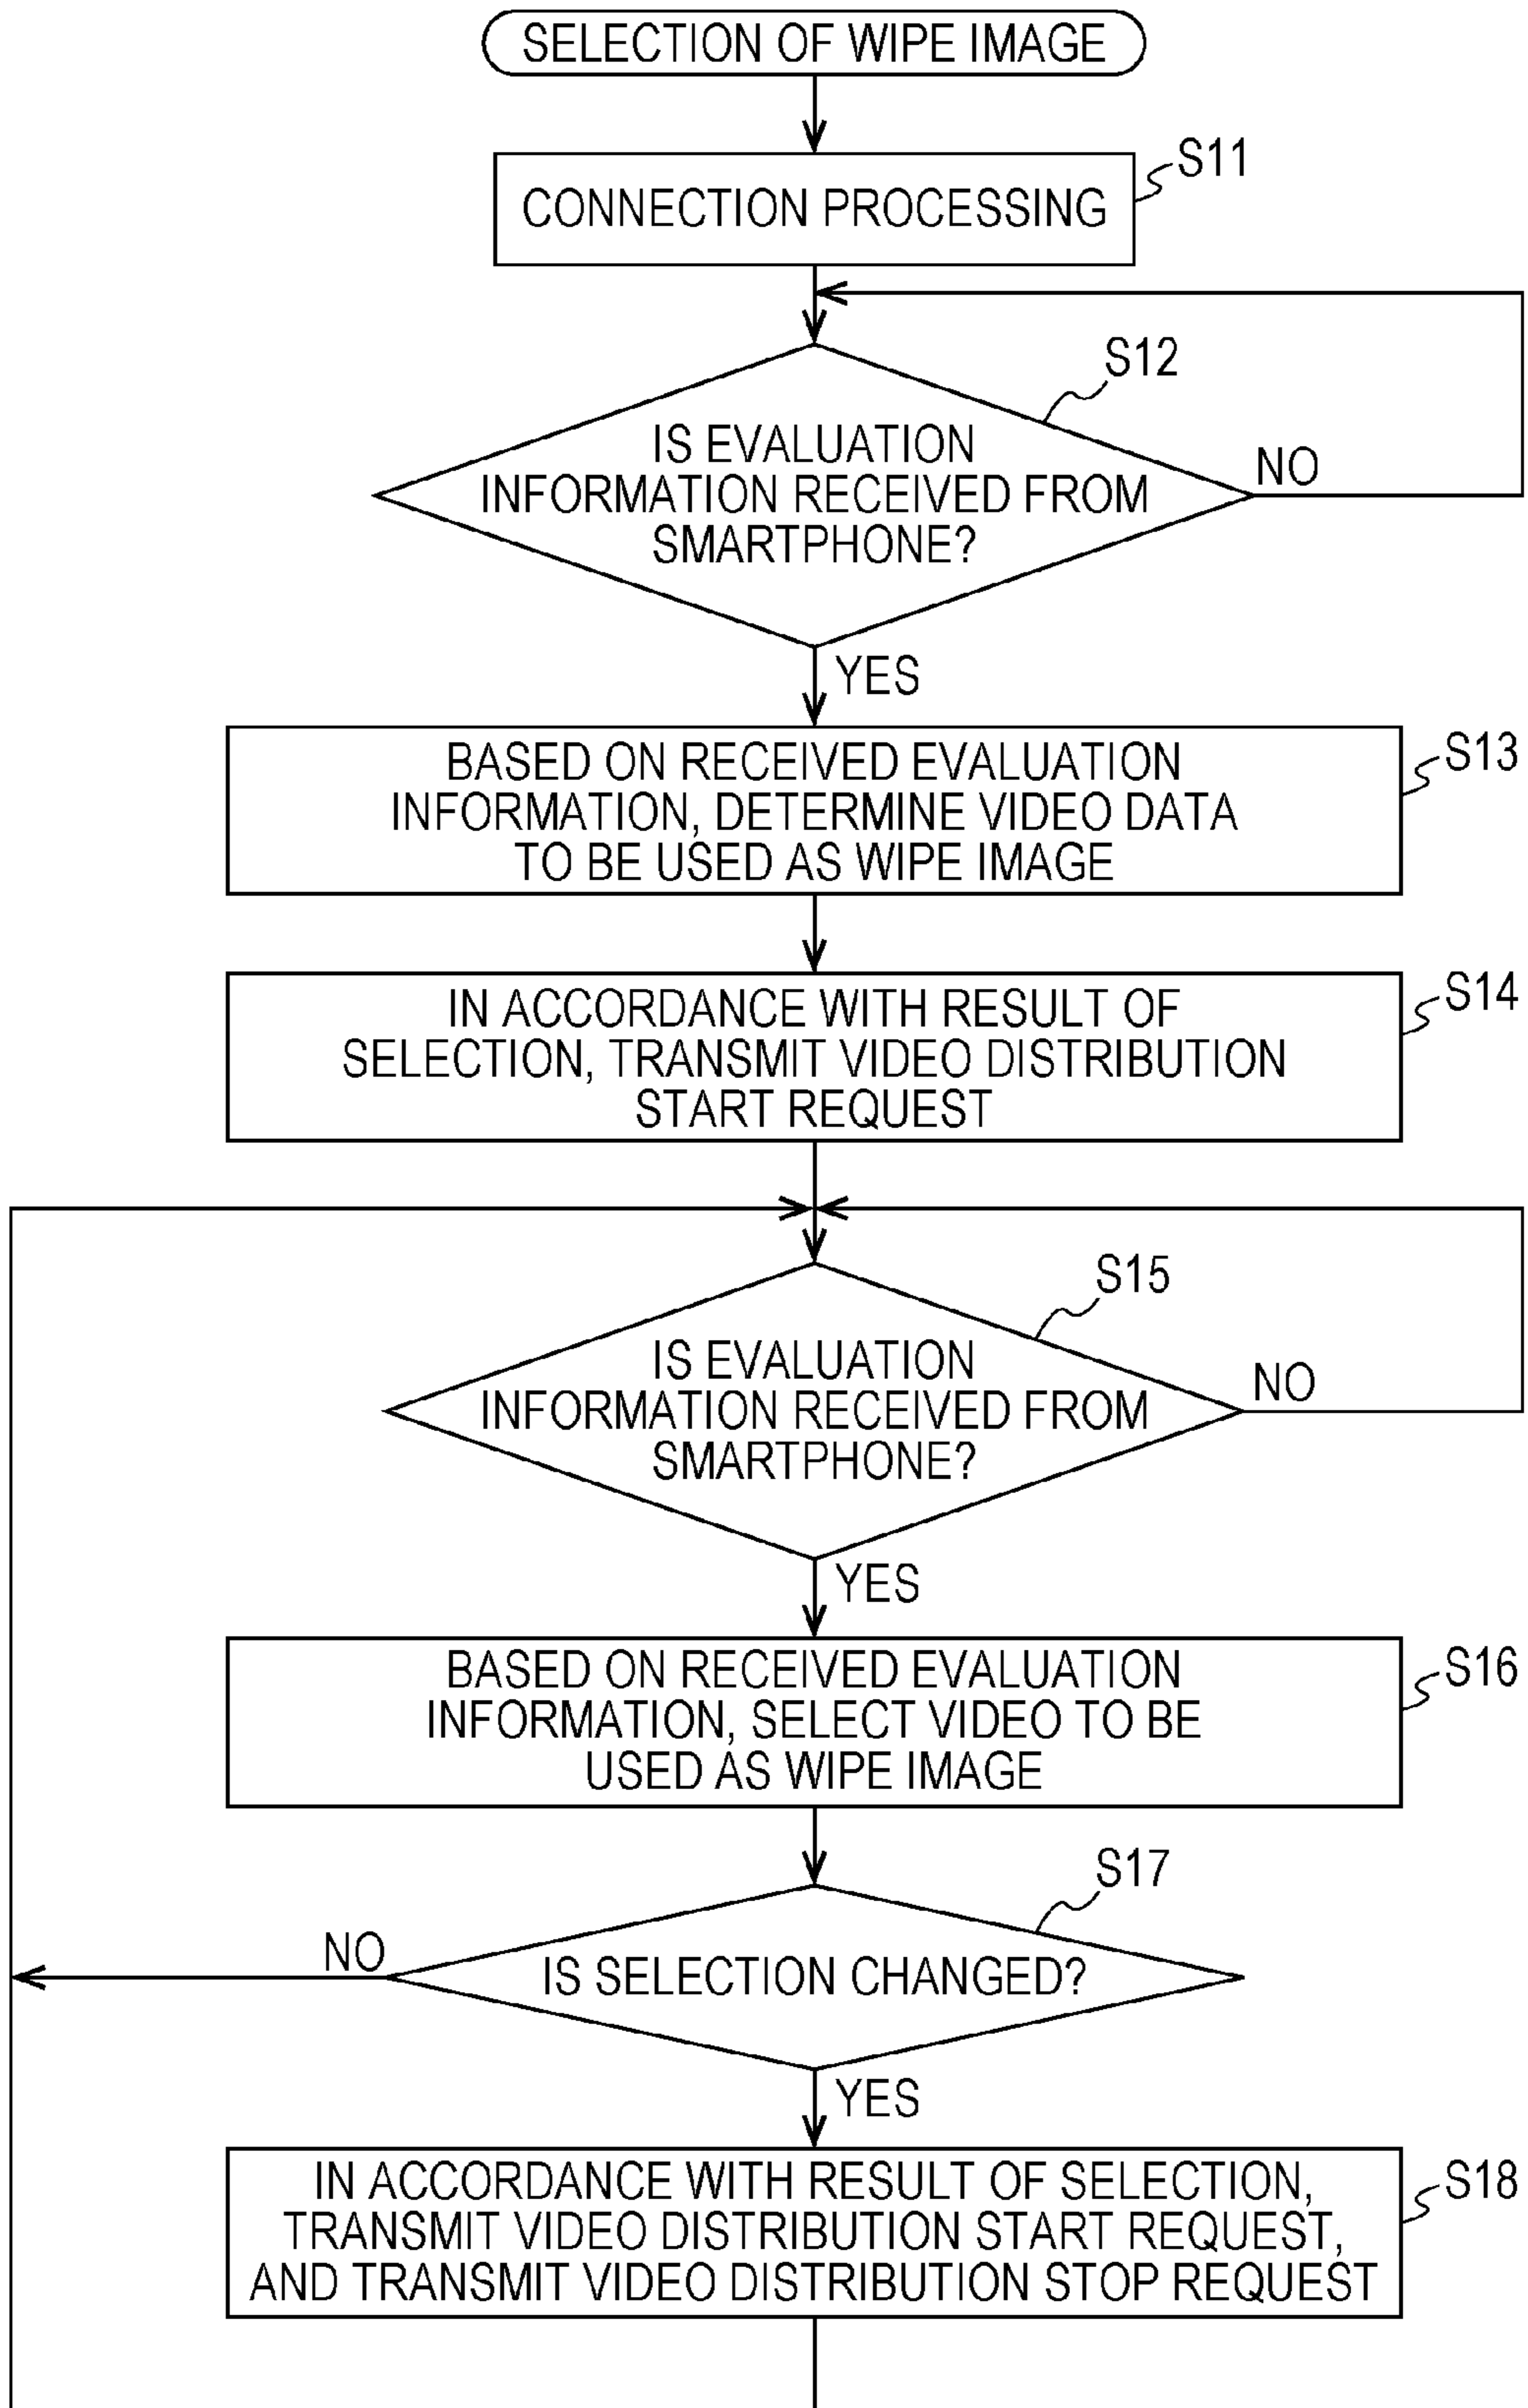 SELECTION OF WIPE IMAGE
S11
CONNECTION PROCESSING
S12
IS EVALUATION
INFORMATION RECEIVED FROM
SMARTPHONE?
NO
YES
S13
BASED ON RECEIVED EVALUATION
INFORMATION, DETERMINE VIDEO DATA
TO BE USED AS WIPE IMAGE
S14
IN ACCORDANCE WITH RESULT OF
SELECTION, TRANSMIT VIDEO DISTRIBUTION
START REQUEST
S15
IS EVALUATION
INFORMATION RECEIVED FROM
SMARTPHONE?
NO
YES
S16
BASED ON RECEIVED EVALUATION
INFORMATION, SELECT VIDEO TO BE
USED AS WIPE IMAGE
S17
NO
IS SELECTION CHANGED?
YES
S18
IN ACCORDANCE WITH RESULT OF SELECTION,
TRANSMIT VIDEO DISTRIBUTION START REQUEST,
AND TRANSMIT VIDEO DISTRIBUTION STOP REQUEST